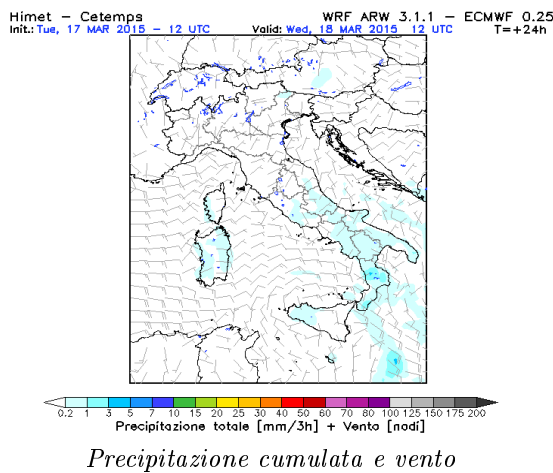 Himet – Cetemps WRF ARW 3.1.1 – ECMWF 0.25
Init.: Tue, 17 MAR 2015 – 12 UTC Valid: Wed, 18 MAR 2015 12 UTC T=+24h
0.2 1 3 5 7 10 15 20 25 30 40 50 60 70 80 100 125 150 175 200
Precipitazione totale [mm/3h] + Vento [nodi]
Precipitazione cumulata e vento